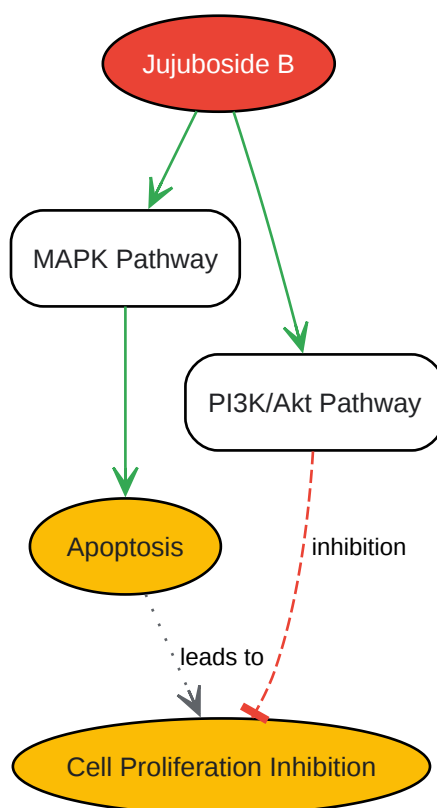 Jujuboside B
MAPK Pathway
PI3K/Akt Pathway
Apoptosis
inhibition
leads to
Cell Proliferation Inhibition